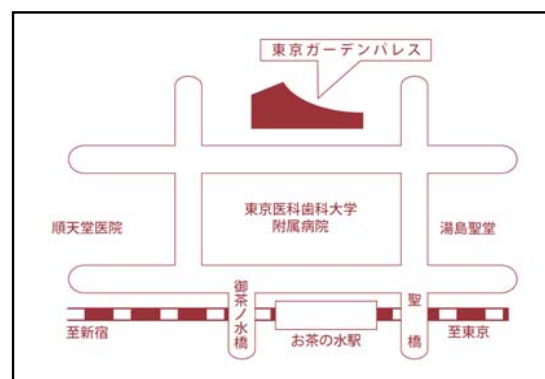 東京ガーデンパレス
順天堂医院
東京医科歯科大学
附属病院
湯島聖堂
御茶ノ水橋
聖橋
至新宿
お茶の水駅
至東京